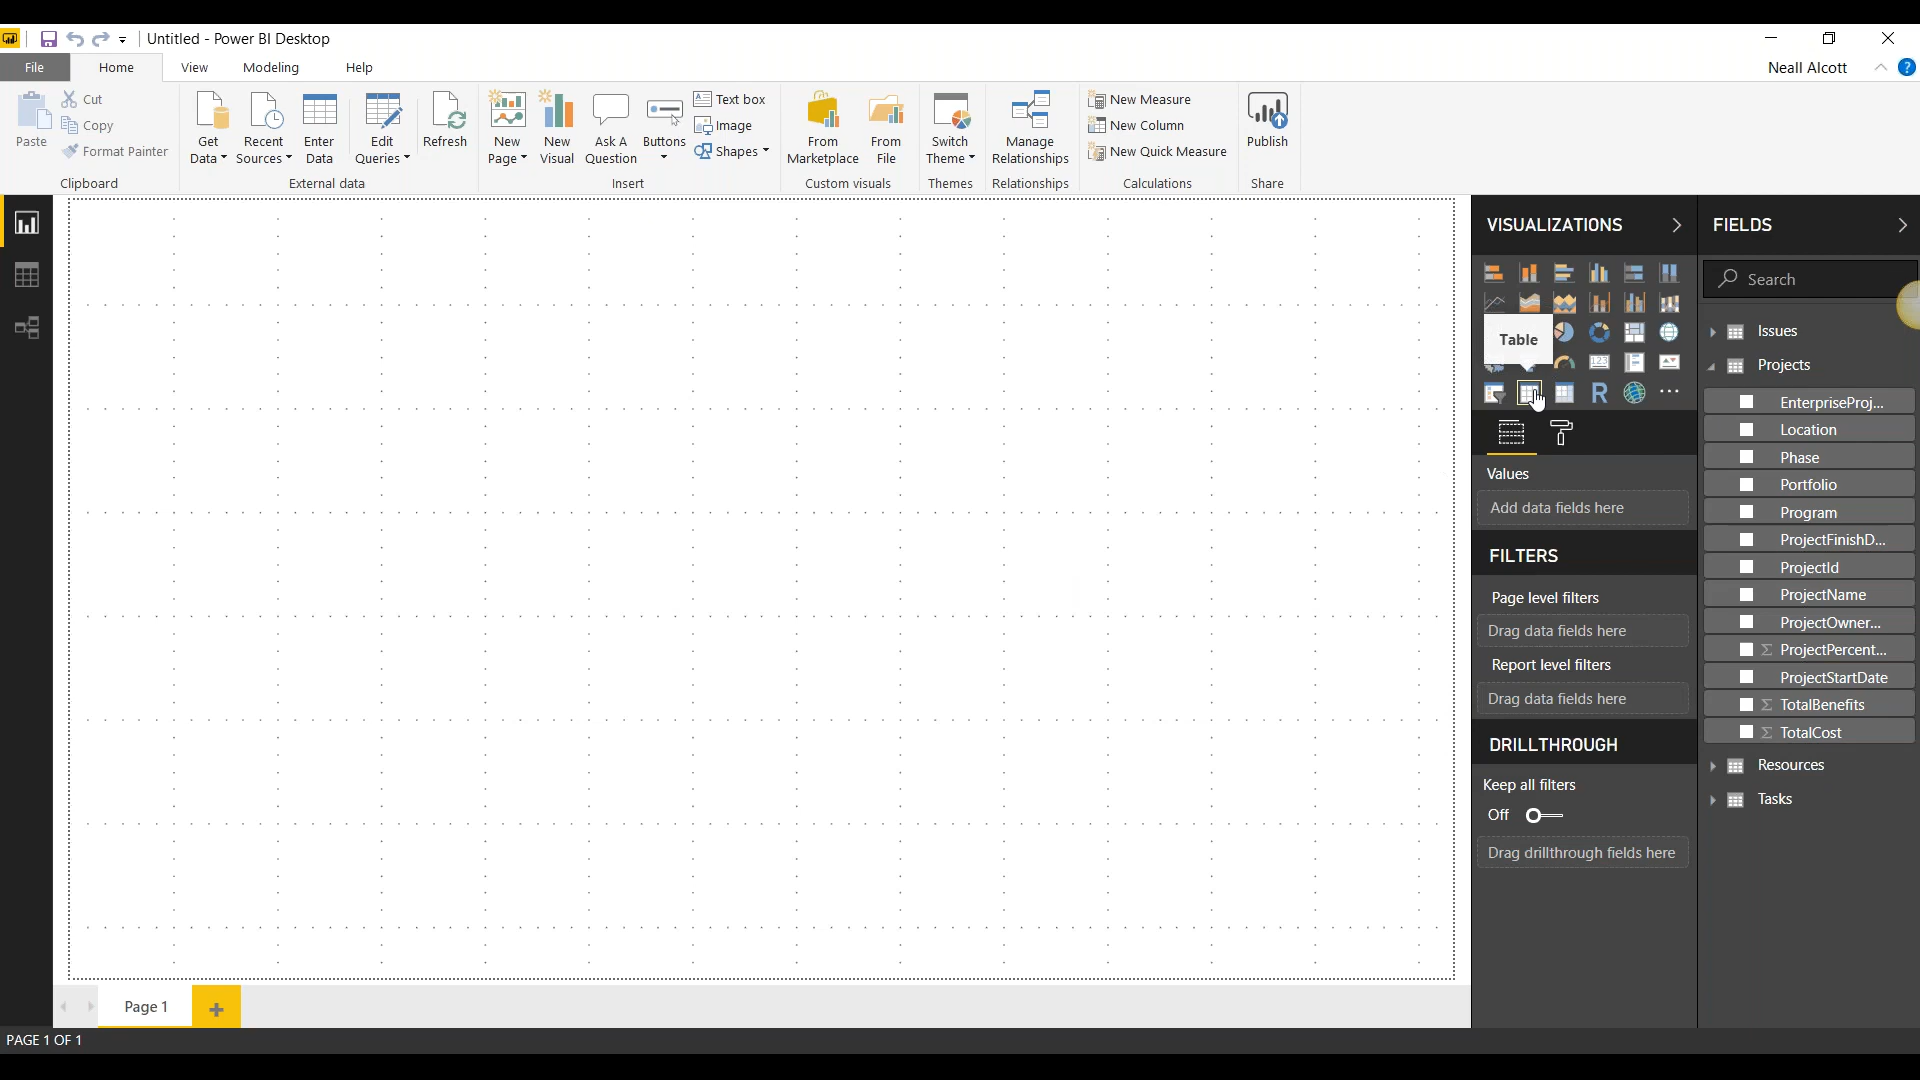 Untitled - Power BI Desktop
File Home View Modeling Help Neall Alcott ?
Paste
Cut
Copy
Format Painter
Clipboard
Get Data
Recent Sources
Enter Data
Edit Queries
Refresh
External data
New Page
New Visual
Ask A Question
Buttons
Text box
Image
Shapes
Insert
From Marketplace
From File
Custom visuals
Switch Theme
Themes
Manage Relationships
Relationships
New Measure
New Column
New Quick Measure
Calculations
Publish
Share
VISUALIZATIONS
Table
123
R
Values
Add data fields here
FILTERS
Page level filters
Drag data fields here
Report level filters
Drag data fields here
DRILLTHROUGH
Keep all filters
Off
Drag drillthrough fields here
FIELDS
Search
Issues
Projects
EnterpriseProj...
Location
Phase
Portfolio
Program
ProjectFinishD...
ProjectId
ProjectName
ProjectOwner...
Σ ProjectPercent...
ProjectStartDate
Σ TotalBenefits
Σ TotalCost
Resources
Tasks
Page 1
PAGE 1 OF 1